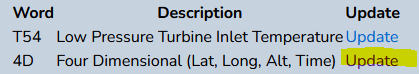 Word Description Update
T54 Low Pressure Turbine Inlet Temperature Update
4D Four Dimensional (Lat, Long, Alt, Time) Update